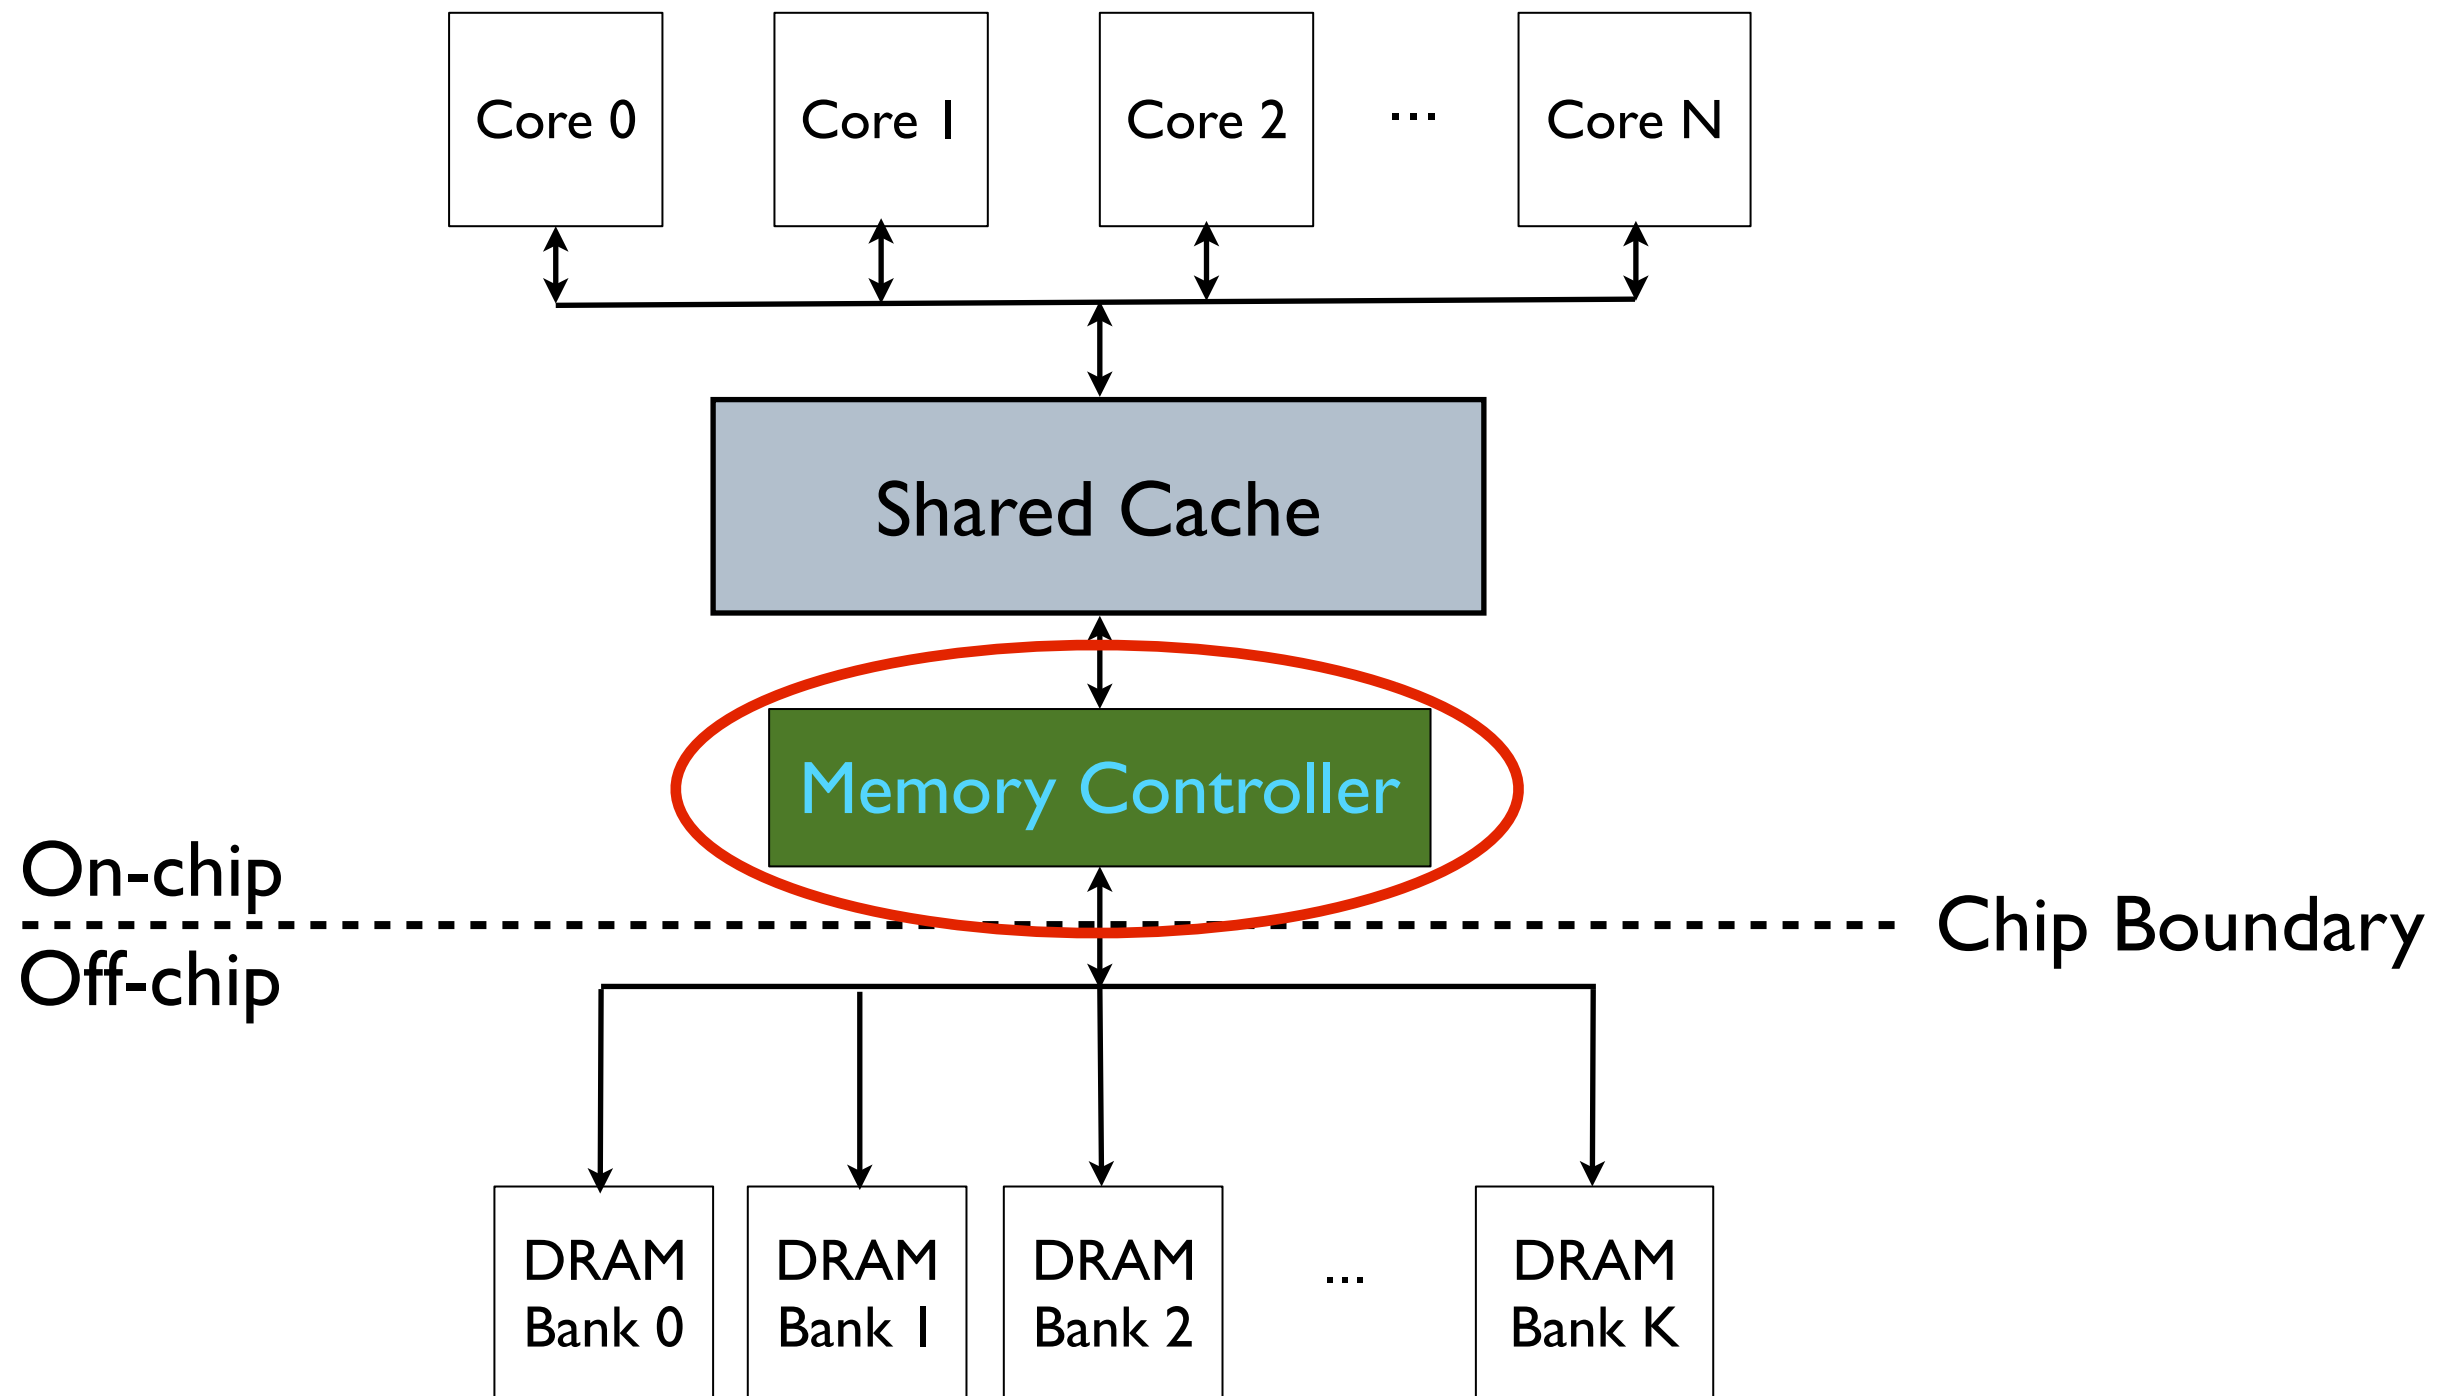 Core 0
Core 1
Core 2
...
Core N
Shared Cache
Memory Controller
On-chip
Chip Boundary
Off-chip
DRAM
Bank 0
DRAM
Bank 1
DRAM
Bank 2
...
DRAM
Bank K